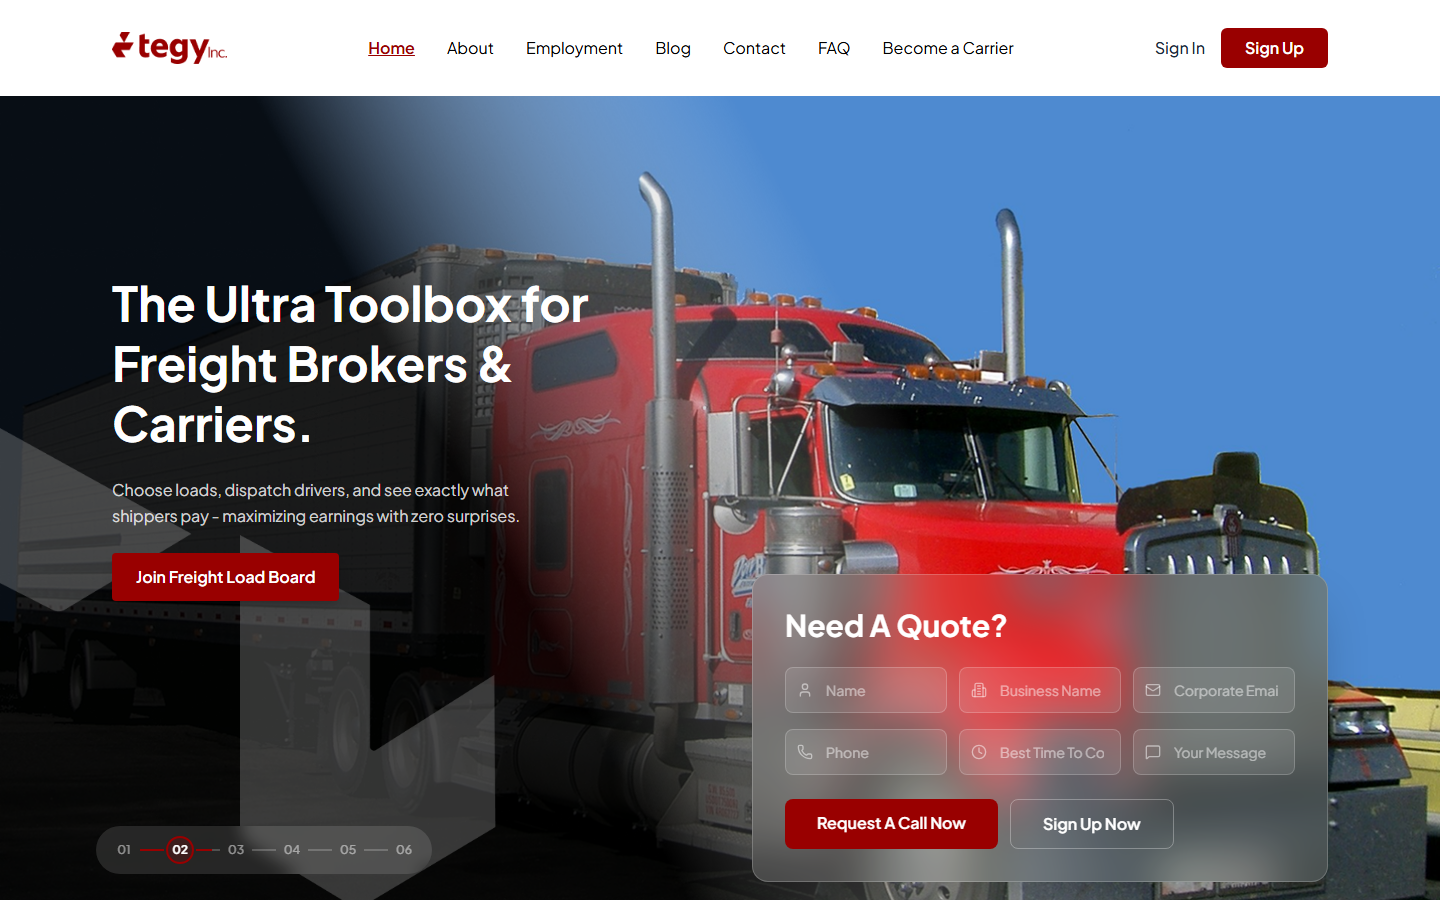 tegy Inc.
Home
About
Employment
Blog
Contact
FAQ
Become a Carrier
Sign In
Sign Up
The Ultra Toolbox for
Freight Brokers &
Carriers.
Choose loads, dispatch drivers, and see exactly what
shippers pay - maximizing earnings with zero surprises.
Join Freight Load Board
Need A Quote?
Name
Business Name
Corporate Emai
Phone
Best Time To Co
Your Message
Request A Call Now
Sign Up Now
01
02
03
04
05
06